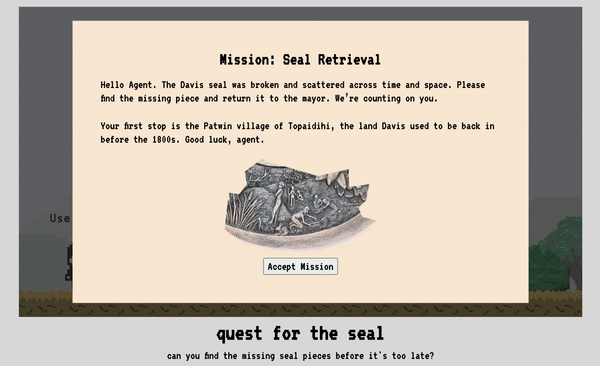 Mission: Seal Retrieval
Hello Agent. The Davis seal was broken and scattered across time and space. Please
find the missing piece and return it to the mayor. We're counting on you.
Your first stop is the Patwin village of Topaidihi, the land Davis used to be back in
before the 1800s. Good luck, agent.
Use
Accept Mission
quest for the seal
can you find the missing seal pieces before it's too late?